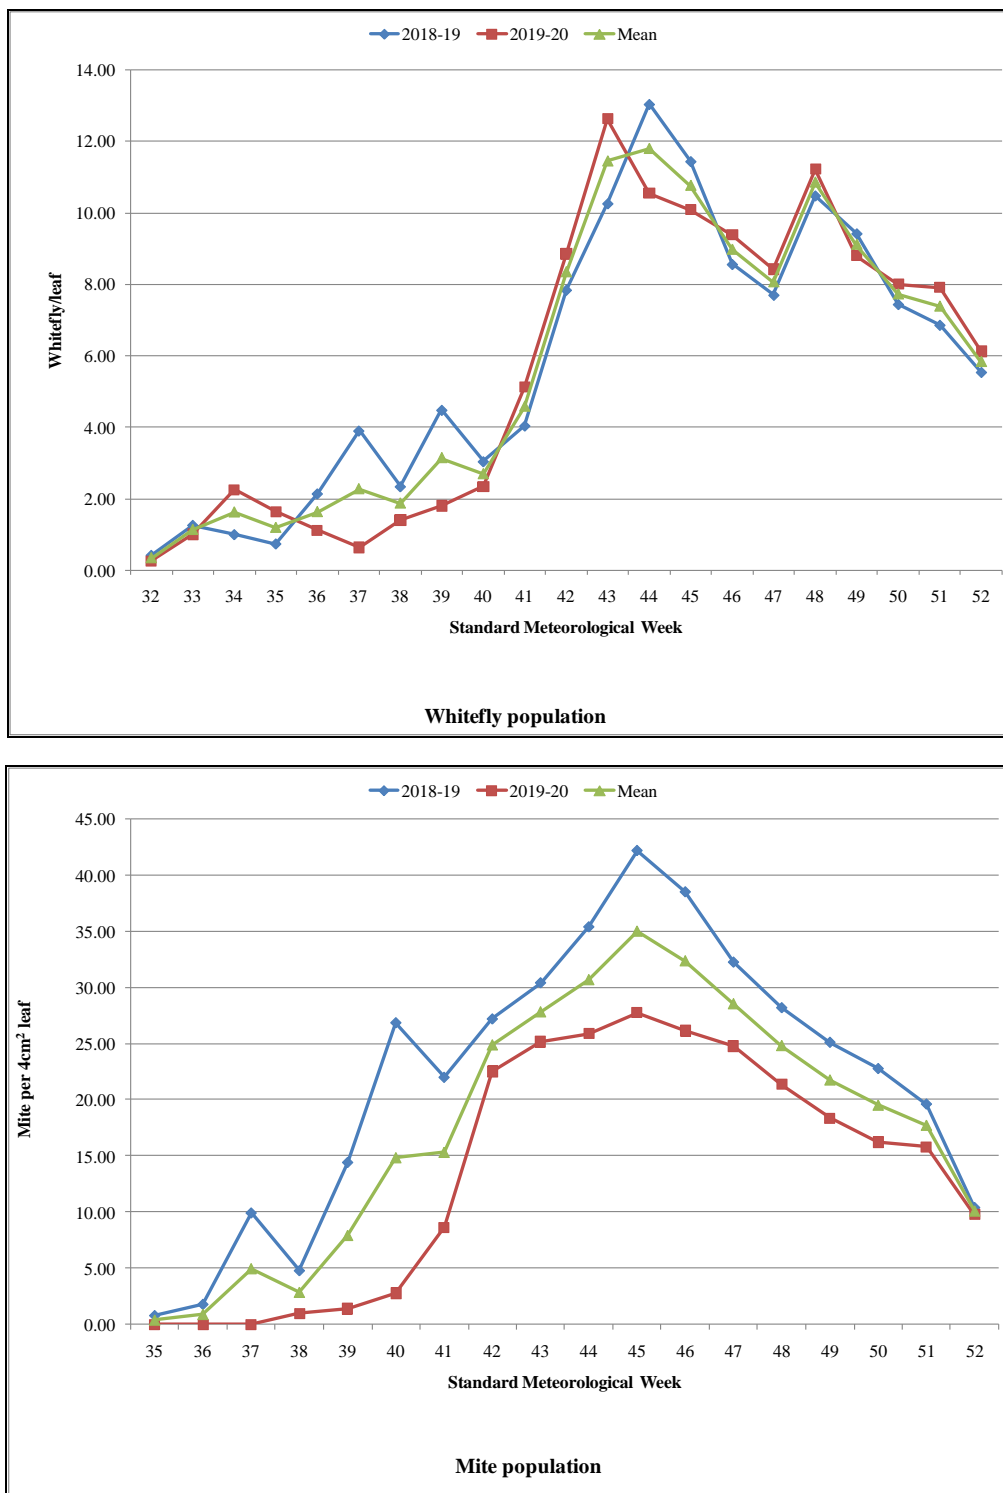 2018-19 2019-20 Mean
14.00
12.00
10.00
8.00
6.00
4.00
2.00
0.00
Whitefly/leaf
32 33 34 35 36 37 38 39 40 41 42 43 44 45 46 47 48 49 50 51 52
Standard Meteorological Week
Whitefly population
2018-19 2019-20 Mean
45.00
40.00
35.00
30.00
25.00
20.00
15.00
10.00
5.00
0.00
Mite per 4cm² leaf
35 36 37 38 39 40 41 42 43 44 45 46 47 48 49 50 51 52
Standard Meteorological Week
Mite population